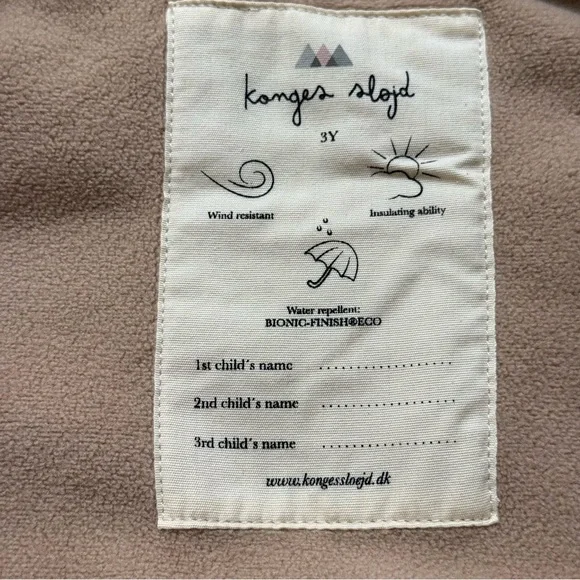 konges sløjd
3Y
Wind resistant
Insulating ability
Water repellent:
BIONIC-FINISH®ECO
1st child´s name ....................
2nd child´s name ...................
3rd child´s name ....................
www.kongessloejd.dk